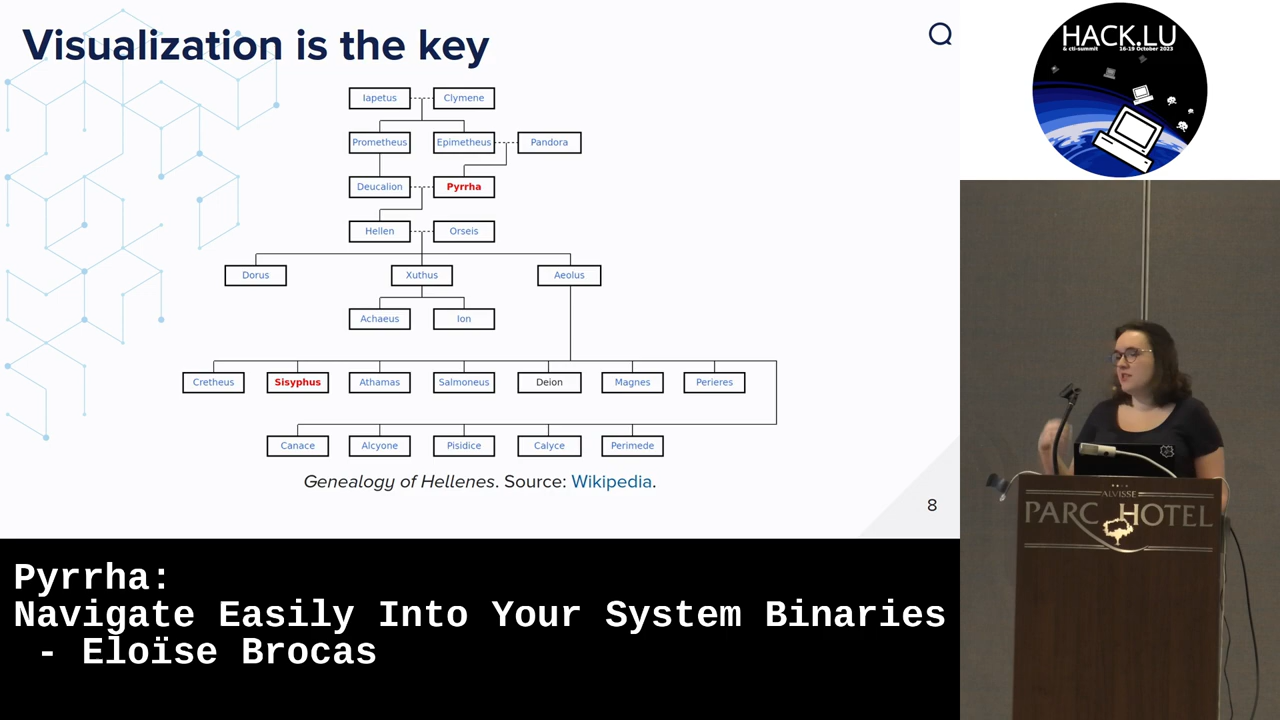 Visualization is the key
Iapetus
Clymene
Prometheus
Epimetheus
Pandora
Deucalion
Pyrrha
Hellen
Orseis
Dorus
Xuthus
Aeolus
Achaeus
Ion
Cretheus
Sisyphus
Athamas
Salmoneus
Deion
Magnes
Perieres
Canace
Alcyone
Pisidice
Calyce
Perimede
Genealogy of Hellenes. Source: Wikipedia.
8
HACK.LU
& cti-summit 16-19 October 2023
ALVISSE
PARC HOTEL
Pyrrha:
Navigate Easily Into Your System Binaries
- Eloïse Brocas